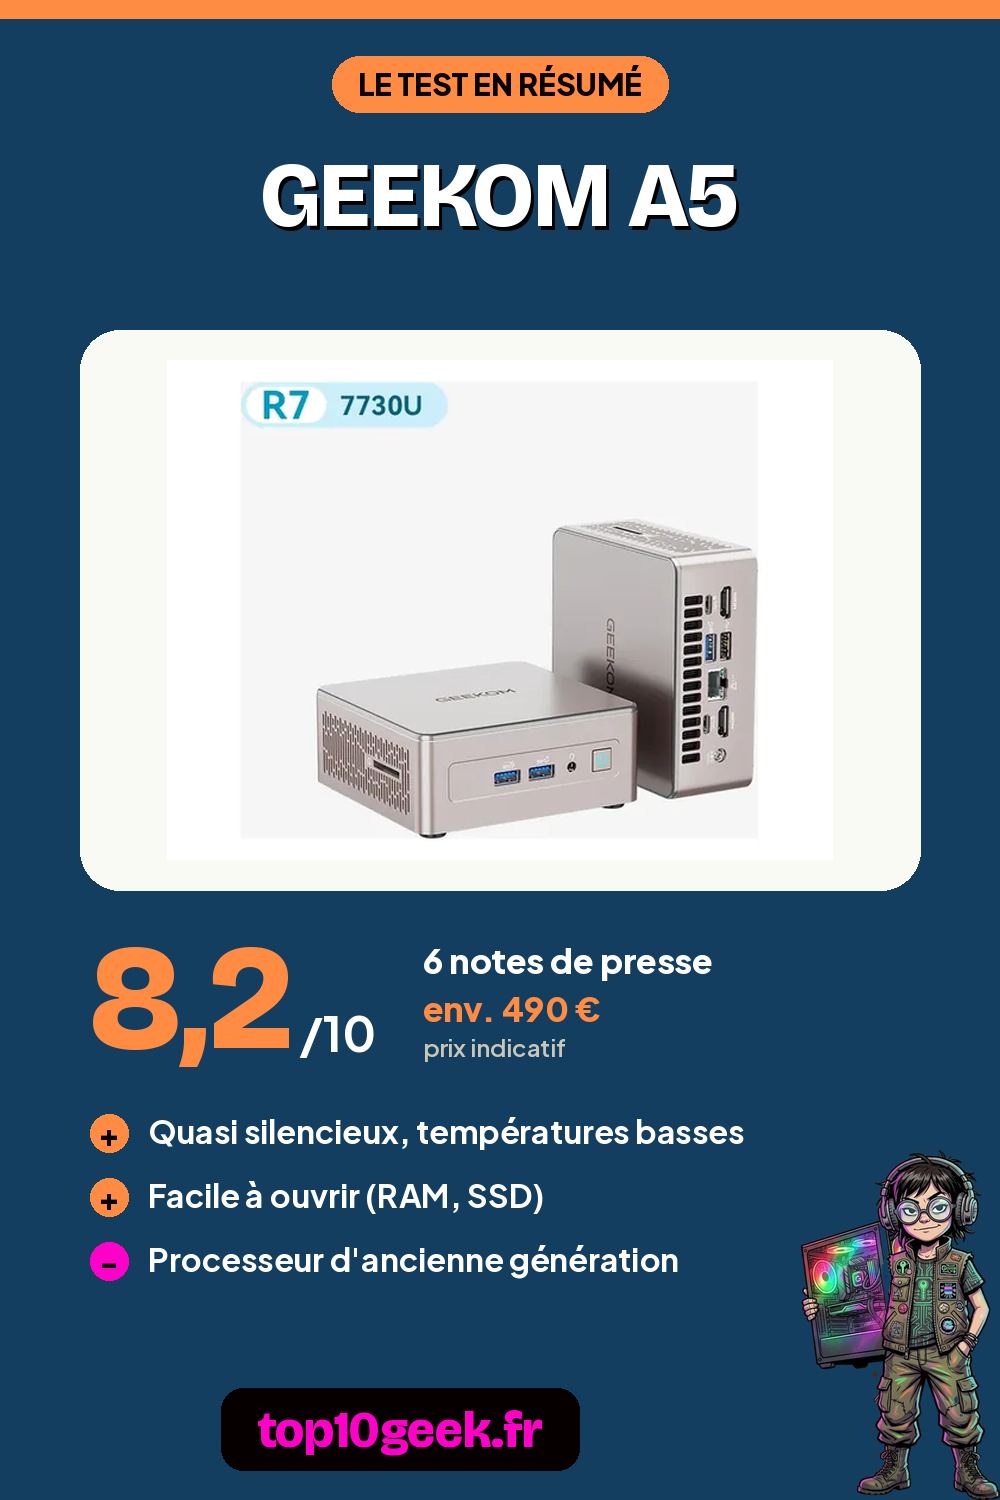 LE TEST EN RÉSUMÉ
GEEKOM A5
R7 7730U
GEEKOM
GEEKOM
8,2 /10
6 notes de presse
env. 490 €
prix indicatif
+ Quasi silencieux, températures basses
+ Facile à ouvrir (RAM, SSD)
- Processeur d'ancienne génération
top10geek.fr